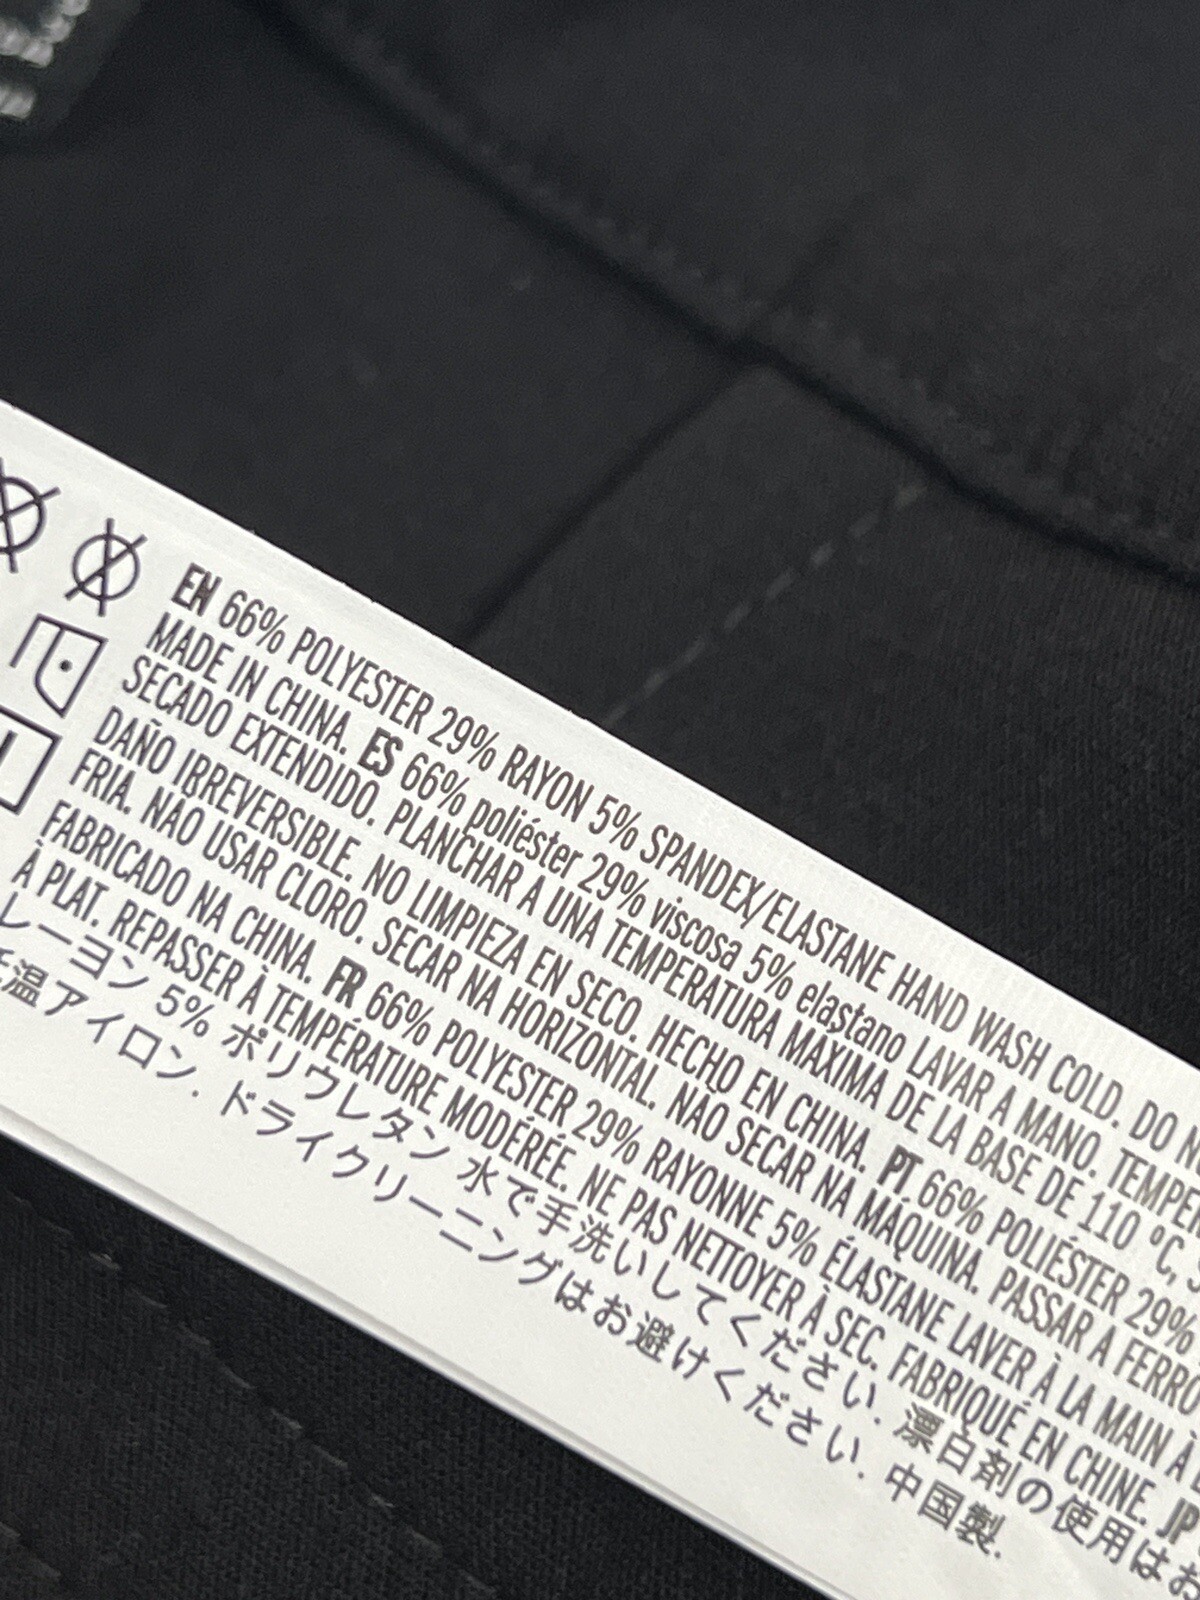 EN 66% POLYESTER 29% RAYON 5% SPANDEX/ELASTANE HAND WASH COLD. DO
MADE IN CHINA. ES 66% poliéster 29% viscosa 5% elastano LAVAR A MANO.
SECADO EXTENDIDO. PLANCHAR A UNA TEMPERATURA MÁXIMA DE LA BASE DE 110 °C,
DAÑO IRREVERSIBLE. NO LIMPIEZA EN SECO. HECHO EN CHINA. PT 66% POLIÉSTER 29%
FRIA. NÃO USAR CLORO. SECAR NA HORIZONTAL. NÃO SECAR NA MÁQUINA. PASSAR A FERRO
FABRICADO NA CHINA. FR 66% POLYESTER 29% RAYONNE 5% ÉLASTANE LAVER À LA MAIN À
À PLAT. REPASSER À TEMPÉRATURE MODÉRÉE. NE PAS NETTOYER À SEC. FABRIQUÉ EN CHINE. JP
レーヨン 5% ポリウレタン 水で手洗いしてください. 漂白剤の使用はお
低温アイロン. ドライクリーニングはお避けください. 中国製.